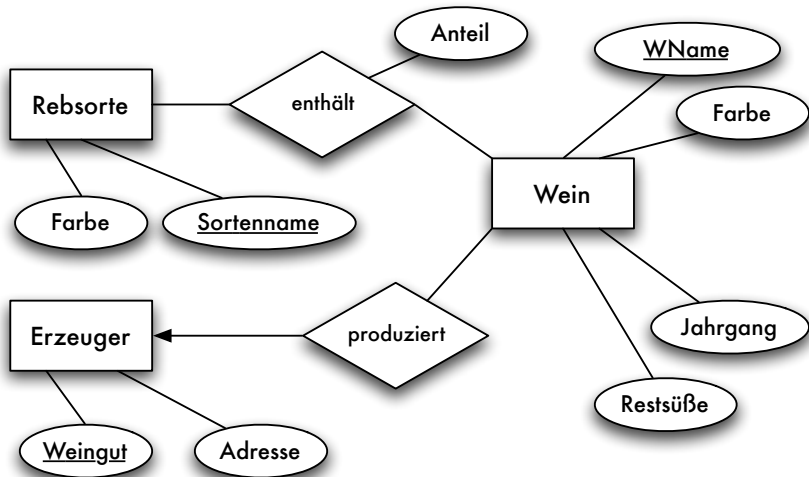 Anteil
WName
Rebsorte
enthält
Farbe
Wein
Farbe
Sortenname
Erzeuger
produziert
Jahrgang
Restsüße
Weingut
Adresse